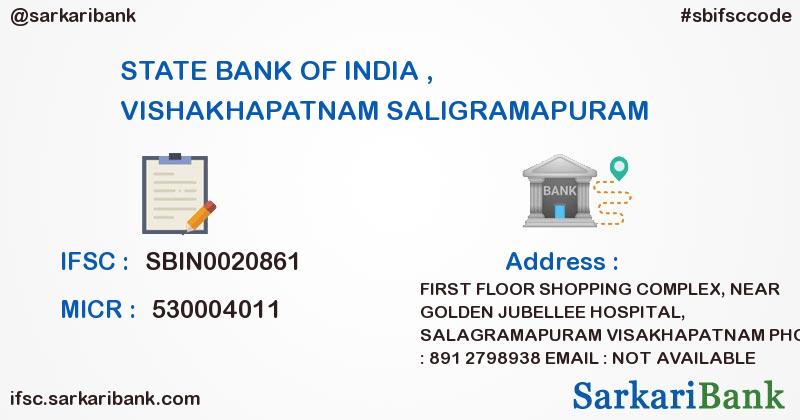 @sarkaribank
#sbifsccode
STATE BANK OF INDIA ,
VISHAKHAPATNAM SALIGRAMAPURAM
BANK
IFSC : SBIN0020861
MICR : 530004011
Address :
FIRST FLOOR SHOPPING COMPLEX, NEAR
GOLDEN JUBELLEE HOSPITAL,
SALAGRAMAPURAM VISAKHAPATNAM PHO
: 891 2798938 EMAIL : NOT AVAILABLE
ifsc.sarkaribank.com
SarkariBank